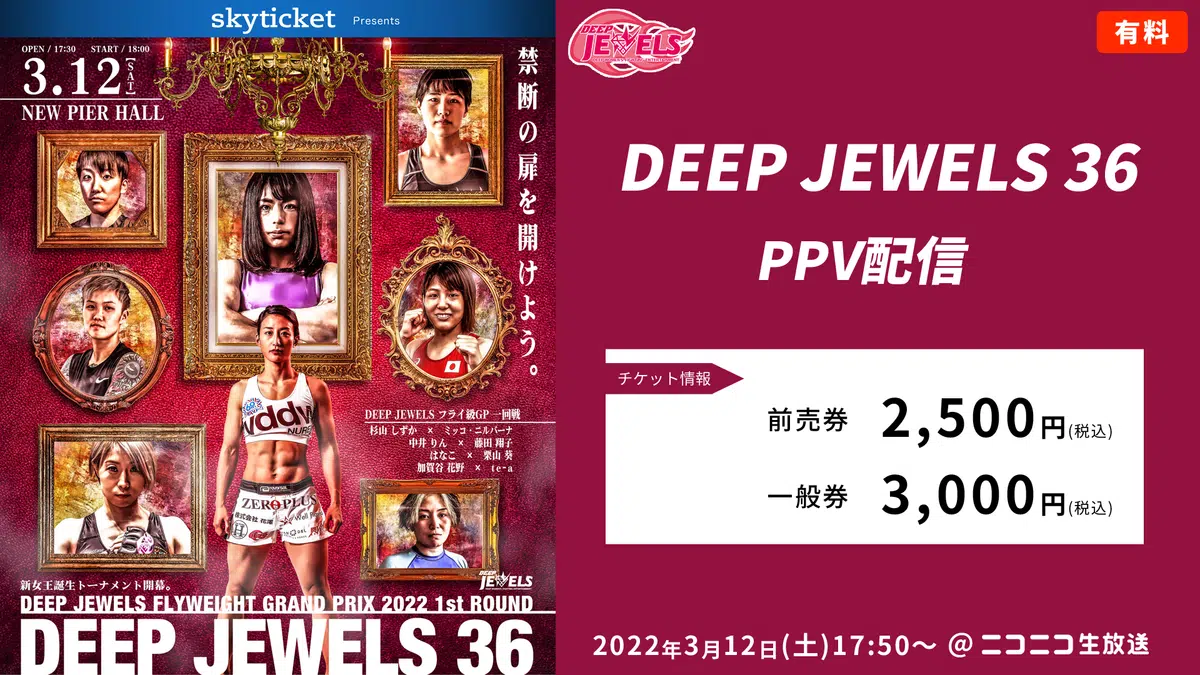 skyticket Presents
OPEN / 17:30 START / 18:00
3.12[SAT]
NEW PIER HALL
禁断の扉を開けよう。
wddw
NURO
ZEROPLUS
DEEP JEWELS フライ級GP 一回戦
杉山 しずか × ミッコ・ニルバーナ
中井 りん × 藤田 翔子
はなこ × 栗山 葵
加賀谷 花野 × te-a
新女王誕生トーナメント開幕。
DEEP JEWELS
DEEP JEWELS FLYWEIGHT GRAND PRIX 2022 1st ROUND
DEEP JEWELS 36
DEEP JEWELS
有料
DEEP JEWELS 36
PPV配信
チケット情報
前売券 2,500円(税込)
一般券 3,000円(税込)
2022年3月12日(土)17:50〜 @ ニコニコ生放送